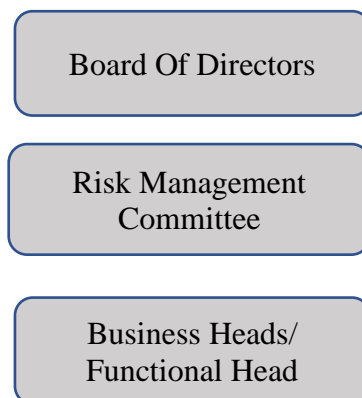 Board Of Directors
Risk Management
Committee
Business Heads/
Functional Head